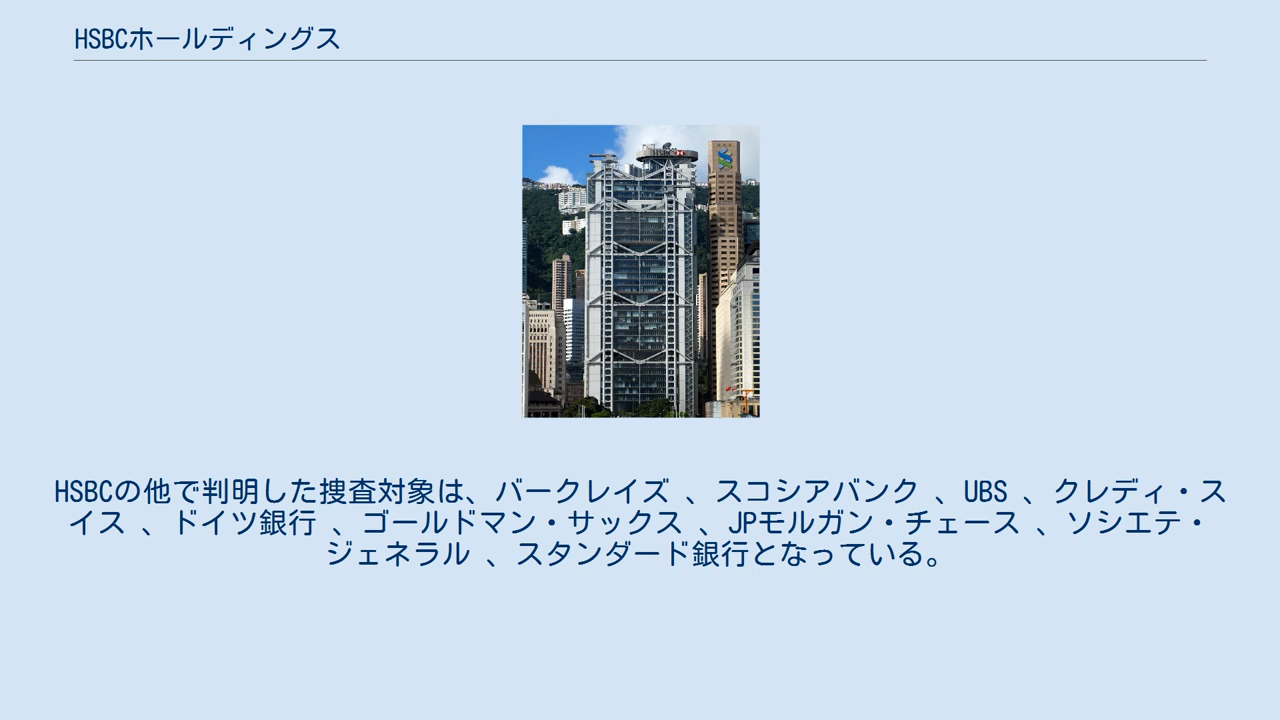 HSBCホールディングス
HSBCの他で判明した捜査対象は、バークレイズ 、スコシアバンク 、UBS 、クレディ・ス
イス 、ドイツ銀行 、ゴールドマン・サックス 、JPモルガン・チェース 、ソシエテ・
ジェネラル 、スタンダード銀行となっている。